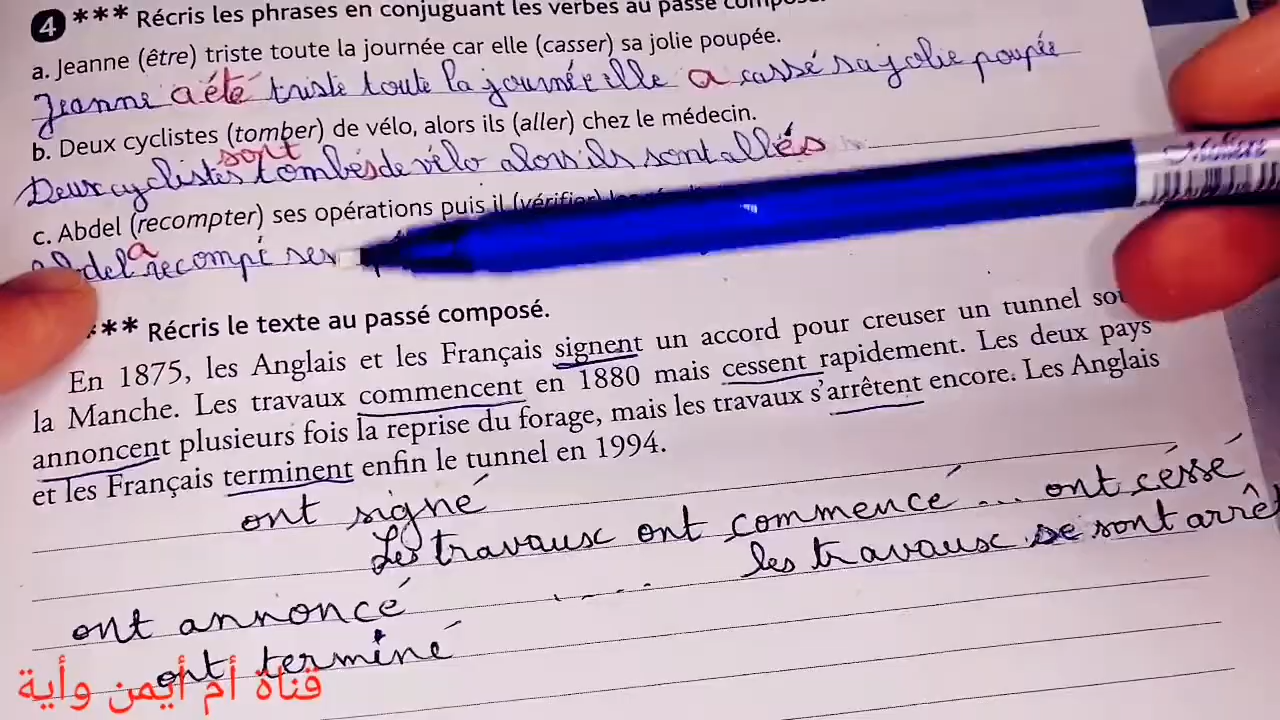 4 *** Récris les phrases en conjuguant les verbes au passé
a. Jeanne (être) triste toute la journée car elle (casser) sa jolie poupée.
Jeanne a été triste toute la journée elle a cassé sa jolie poupée
b. Deux cyclistes (tomber) de vélo, alors ils (aller) chez le médecin.
Deux cyclistes sont tombés de vélo alors ils sont allés
c. Abdel (recompter) ses opérations puis il (vérifier)
a recompt ses
*** Récris le texte au passé composé.
En 1875, les Anglais et les Français signent un accord pour creuser un tunnel
la Manche. Les travaux commencent en 1880 mais cessent rapidement. Les deux pays
annoncent plusieurs fois la reprise du forage, mais les travaux s'arrêtent encore. Les Anglais
et les Français terminent enfin le tunnel en 1994.
ont signé
Les travaux ont commencé ... ont céssé
ont annoncé .... les travaux se sont arrêt
ont terminé
قناة أم أيمن وأية